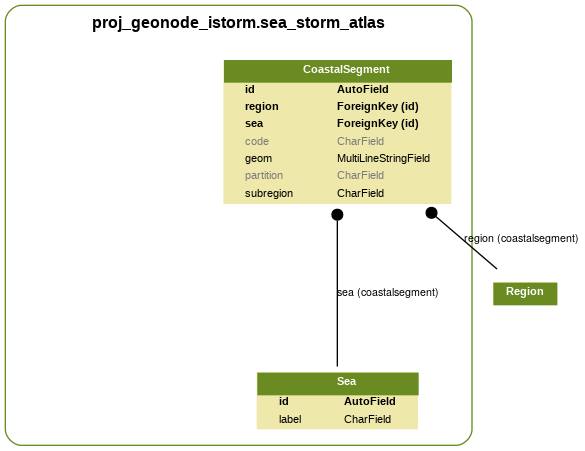 proj_geonode_istorm.sea_storm_atlas
CoastalSegment
id AutoField
region ForeignKey (id)
sea ForeignKey (id)
code CharField
geom MultiLineStringField
partition CharField
subregion CharField
region (coastalsegment)
Region
sea (coastalsegment)
Sea
id AutoField
label CharField